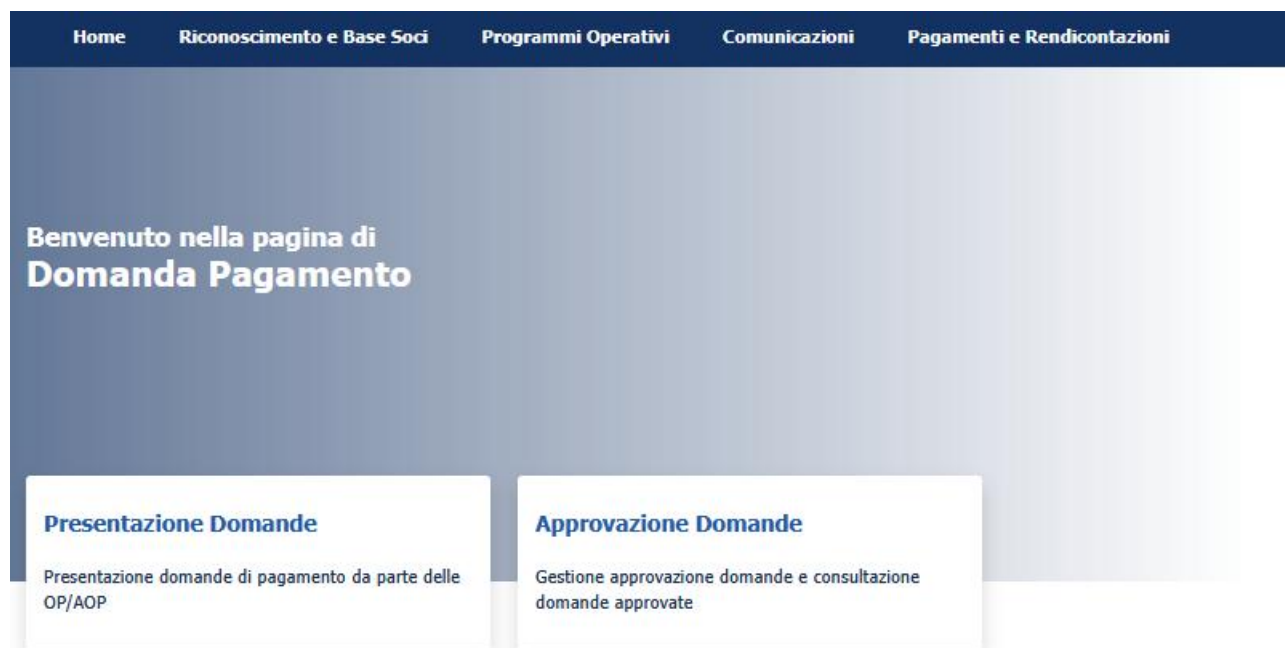 Home Riconoscimento e Base Soci Programmi Operativi Comunicazioni Pagamenti e Rendicontazioni
Benvenuto nella pagina di
Domanda Pagamento
Presentazione Domande
Presentazione domande di pagamento da parte delle
OP/AOP
Approvazione Domande
Gestione approvazione domande e consultazione
domande approvate